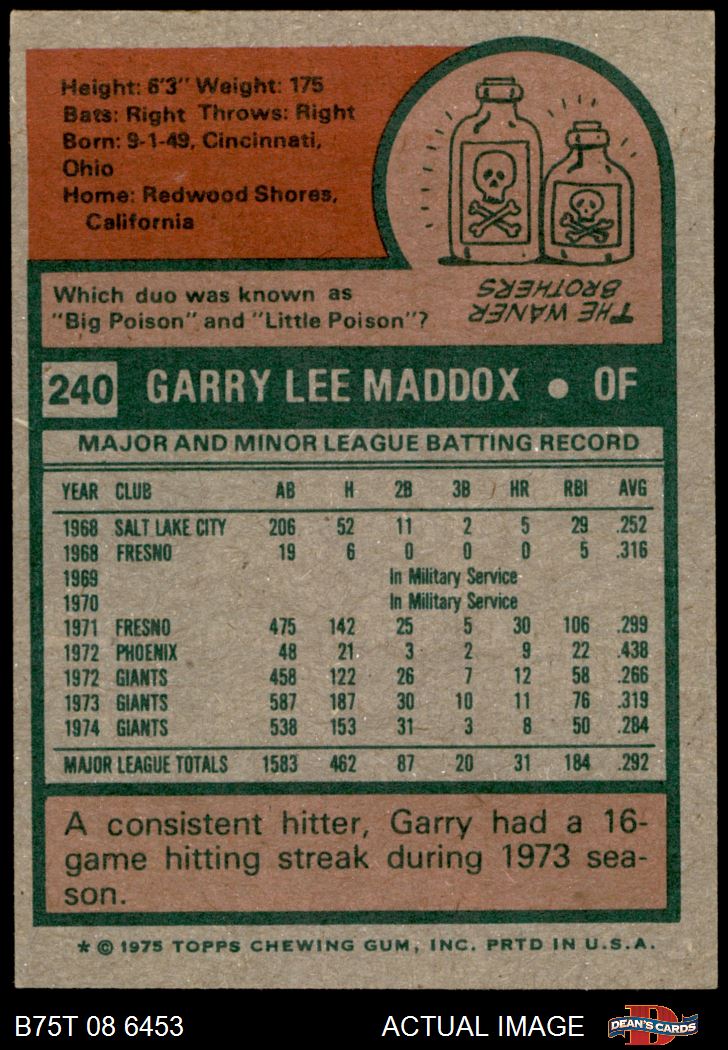 Height: 6'3" Weight: 175
Bats: Right Throws: Right
Born: 9-1-49, Cincinnati,
Ohio
Home: Redwood Shores,
California
Which duo was known as
"Big Poison" and "Little Poison"?
THE WANER
BROTHERS
240 GARRY LEE MADDOX • OF
MAJOR AND MINOR LEAGUE BATTING RECORD
YEAR CLUB AB H 2B 3B HR RBI AVG
1968 SALT LAKE CITY 206 52 11 2 5 29 .252
1968 FRESNO 19 6 0 0 0 5 .316
1969 In Military Service
1970 In Military Service
1971 FRESNO 475 142 25 5 30 106 .299
1972 PHOENIX 48 21 3 2 9 22 .438
1972 GIANTS 458 122 26 7 12 58 .266
1973 GIANTS 587 187 30 10 11 76 .319
1974 GIANTS 538 153 31 3 8 50 .284
MAJOR LEAGUE TOTALS 1583 462 87 20 31 184 .292
A consistent hitter, Garry had a 16-
game hitting streak during 1973 sea-
son.
* © 1975 TOPPS CHEWING GUM, INC. PRTD IN U.S.A.
B75T 08 6453 ACTUAL IMAGE D DEAN'S CARDS